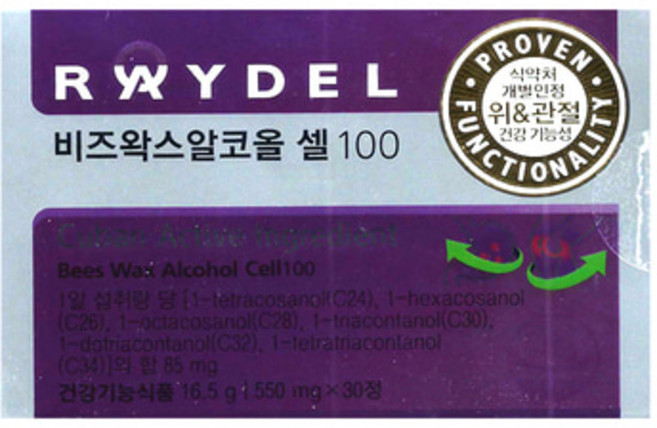 RAYDEL
비즈왁스알코올 셀 100
PROVEN FUNCTIONALITY
식약처
개별인정
위&관절
건강 기능성
Cuban Active Ingredient
Bees Wax Alcohol Cell100
1일 섭취량 당 [1-tetracosanol(C24), 1-hexacosanol
(C26), 1-octacosanol(C28), 1-triacontanol(C30),
1-dotriacontanol(C32), 1-tetratriacontanol
(C34)]의 합 85 mg
건강기능식품 16.5 g | 550 mg×30정